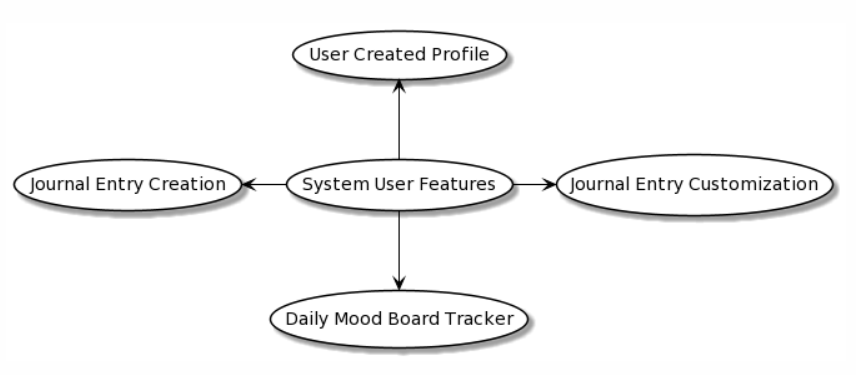 User Created Profile
Journal Entry Creation
System User Features
Journal Entry Customization
Daily Mood Board Tracker